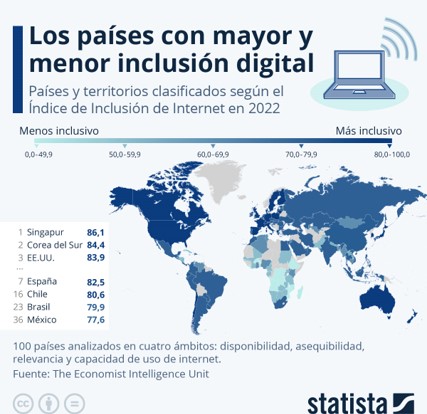 Los países con mayor y
menor inclusión digital
Países y territorios clasificados según el
Índice de Inclusión de Internet en 2022
Menos inclusivo Más inclusivo
0,0-49,9 50,0-59,9 60,0-69,9 70,0-79,9 80,0-100,0
1 Singapur 86,1
2 Corea del Sur 84,4
3 EE.UU. 83,9
...
7 España 82,5
16 Chile 80,6
23 Brasil 79,9
36 México 77,6
100 países analizados en cuatro ámbitos: disponibilidad, asequibilidad,
relevancia y capacidad de uso de internet.
Fuente: The Economist Intelligence Unit
cc
statista